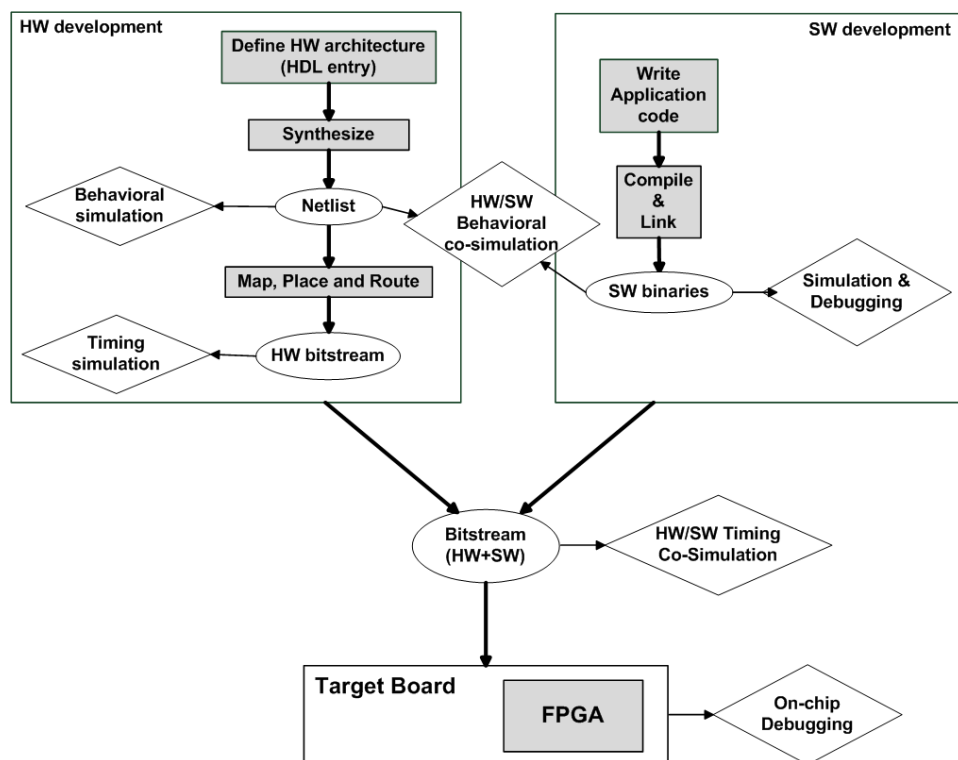 HW development
Define HW architecture
(HDL entry)
Synthesize
Behavioral
simulation
Netlist
Map, Place and Route
Timing
simulation
HW bitstream
HW/SW
Behavioral
co-simulation
SW development
Write
Application
code
Compile
&
Link
SW binaries
Simulation &
Debugging
Bitstream
(HW+SW)
HW/SW Timing
Co-Simulation
Target Board
FPGA
On-chip
Debugging